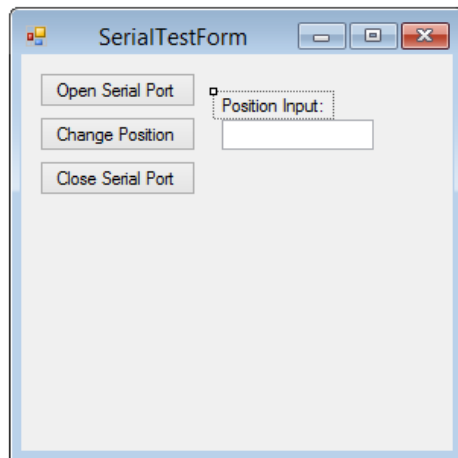 SerialTestForm
Open Serial Port
Position Input:
Change Position
Close Serial Port